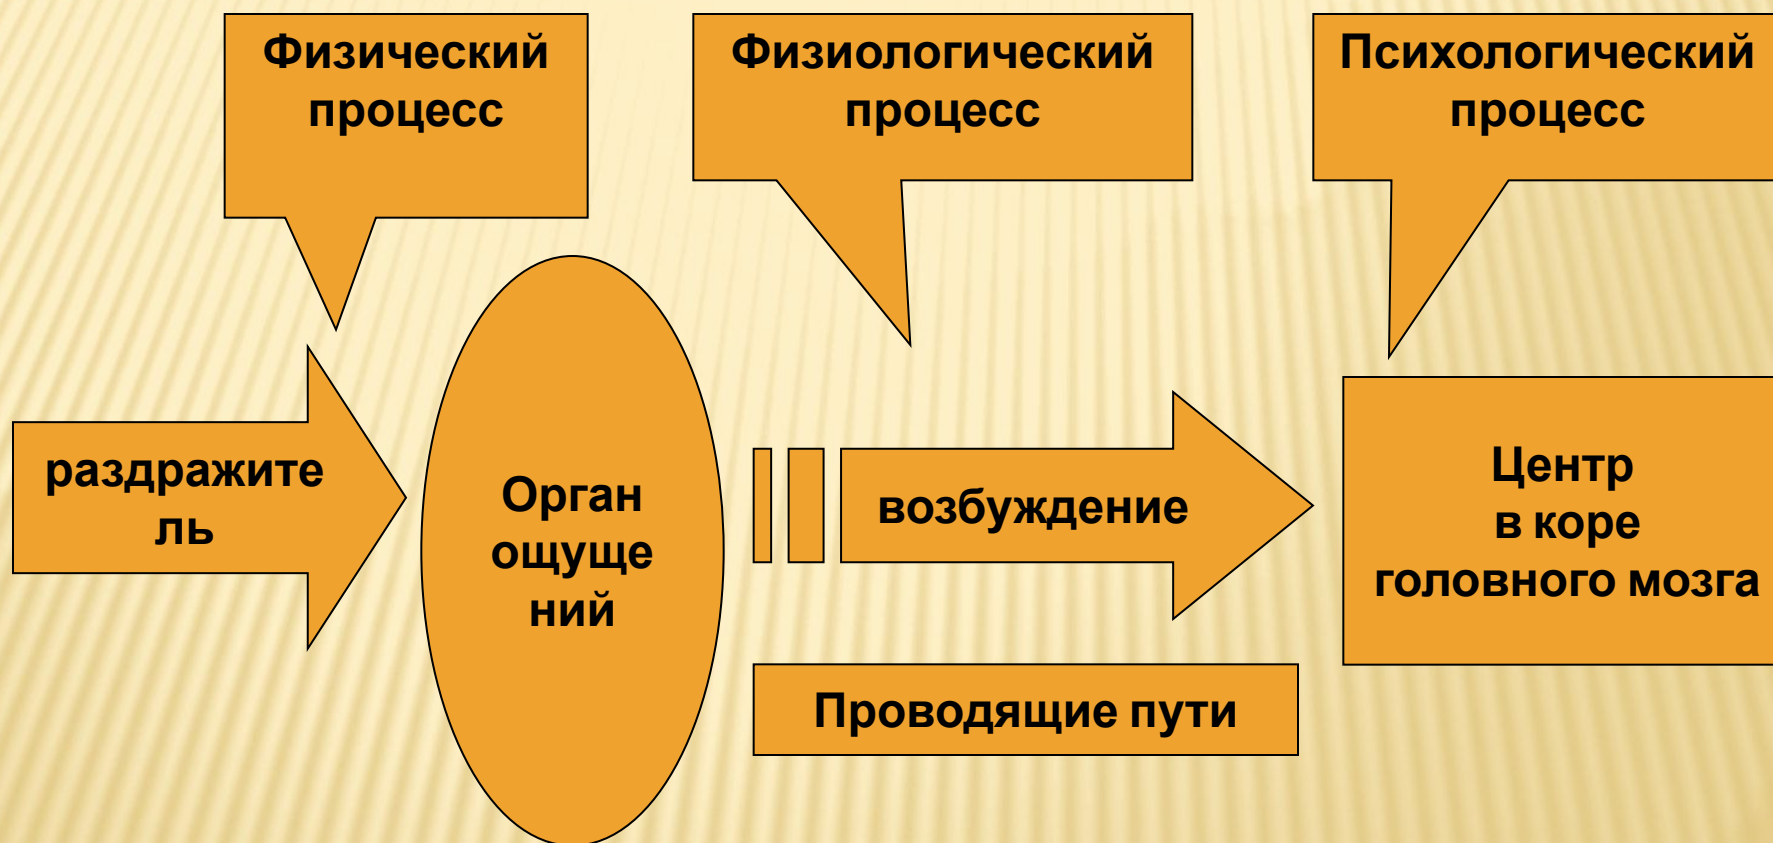 Физический
процесс
Физиологический
процесс
Психологический
процесс
раздражите
ль
Орган
ощуще
ний
возбуждение
Центр
в коре
головного мозга
Проводящие пути